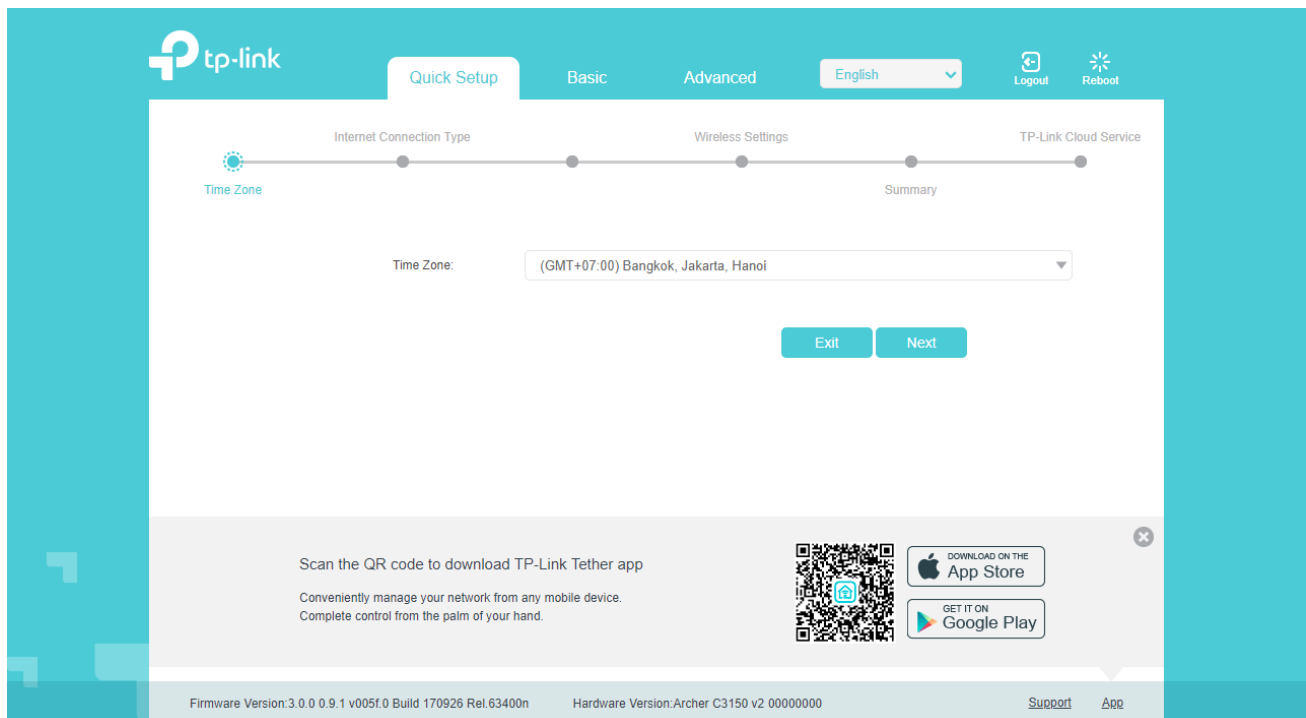 tp-link
Quick Setup
Basic
Advanced
English
Logout
Reboot
Internet Connection Type
Wireless Settings
TP-Link Cloud Service
Time Zone
Summary
Time Zone:
(GMT+07:00) Bangkok, Jakarta, Hanoi
Exit
Next
Scan the QR code to download TP-Link Tether app
Conveniently manage your network from any mobile device.
Complete control from the palm of your hand.
DOWNLOAD ON THE
App Store
GET IT ON
Google Play
Firmware Version:3.0.0 0.9.1 v005f.0 Build 170926 Rel.63400n
Hardware Version:Archer C3150 v2 00000000
Support
App